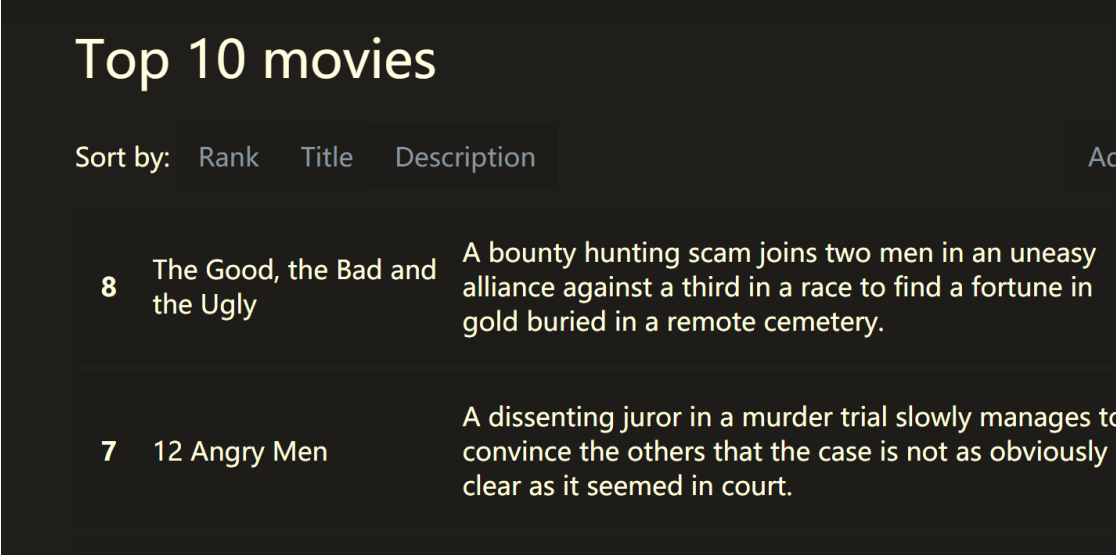 Top 10 movies
Sort by: Rank Title Description
8 The Good, the Bad and the Ugly
A bounty hunting scam joins two men in an uneasy
alliance against a third in a race to find a fortune in
gold buried in a remote cemetery.
7 12 Angry Men
A dissenting juror in a murder trial slowly manages to
convince the others that the case is not as obviously
clear as it seemed in court.